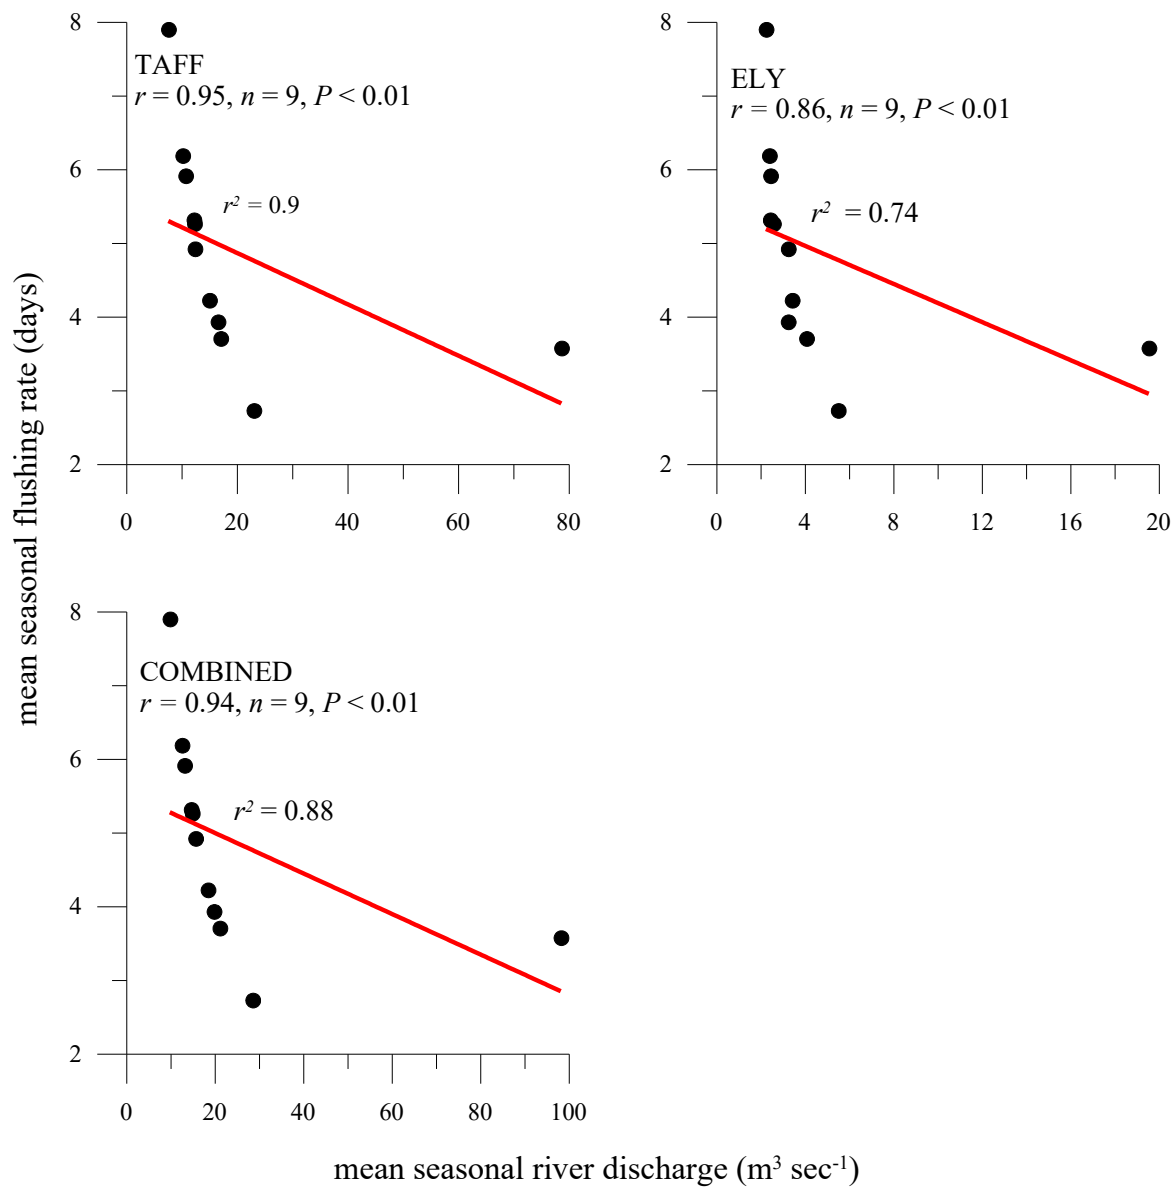 mean seasonal flushing rate (days)
8
6
4
2
TAFF
r = 0.95, n = 9, P < 0.01
r² = 0.9
0 20 40 60 80
8
6
4
2
ELY
r = 0.86, n = 9, P < 0.01
r² = 0.74
0 4 8 12 16 20
8
6
4
2
COMBINED
r = 0.94, n = 9, P < 0.01
r² = 0.88
0 20 40 60 80 100
mean seasonal river discharge (m³ sec⁻¹)